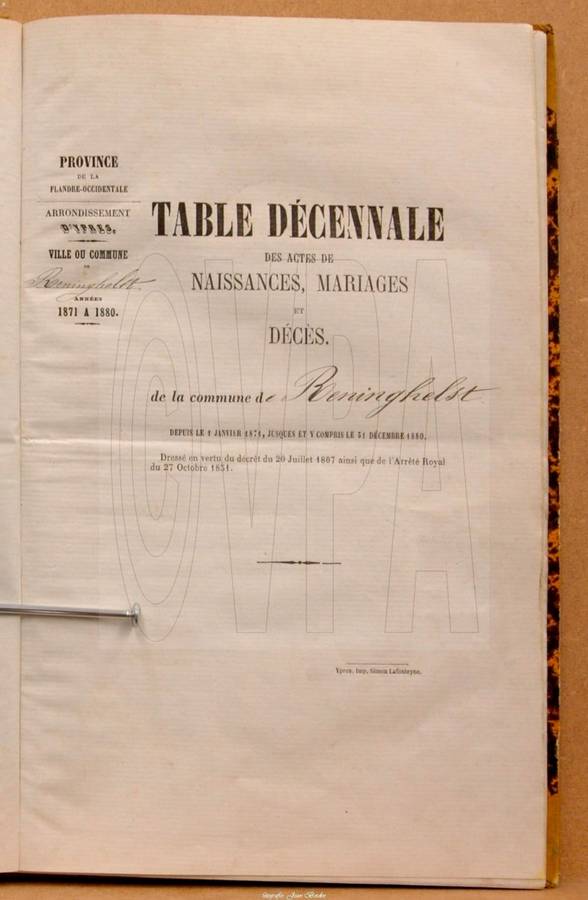 PROVINCE
DE LA
FLANDRE-OCCIDENTALE
ARRONDISSEMENT
D'YPRES.
VILLE OU COMMUNE
DE
Reninghelst
ANNÉES
1871 A 1880.
TABLE DÉCENNALE
DES ACTES DE
NAISSANCES, MARIAGES
ET
DÉCÈS.
de la commune de Reninghelst
DEPUIS LE 1 JANVIER 1871, JUSQUES ET Y COMPRIS LE 31 DÉCEMBRE 1880.
Dressé en vertu du décrét du 20 Juillet 1807 ainsi que de l'Arrêté Royal
du 27 Octobre 1831.
Ypres, Imp. Simon Lafonteyne.
CVPA